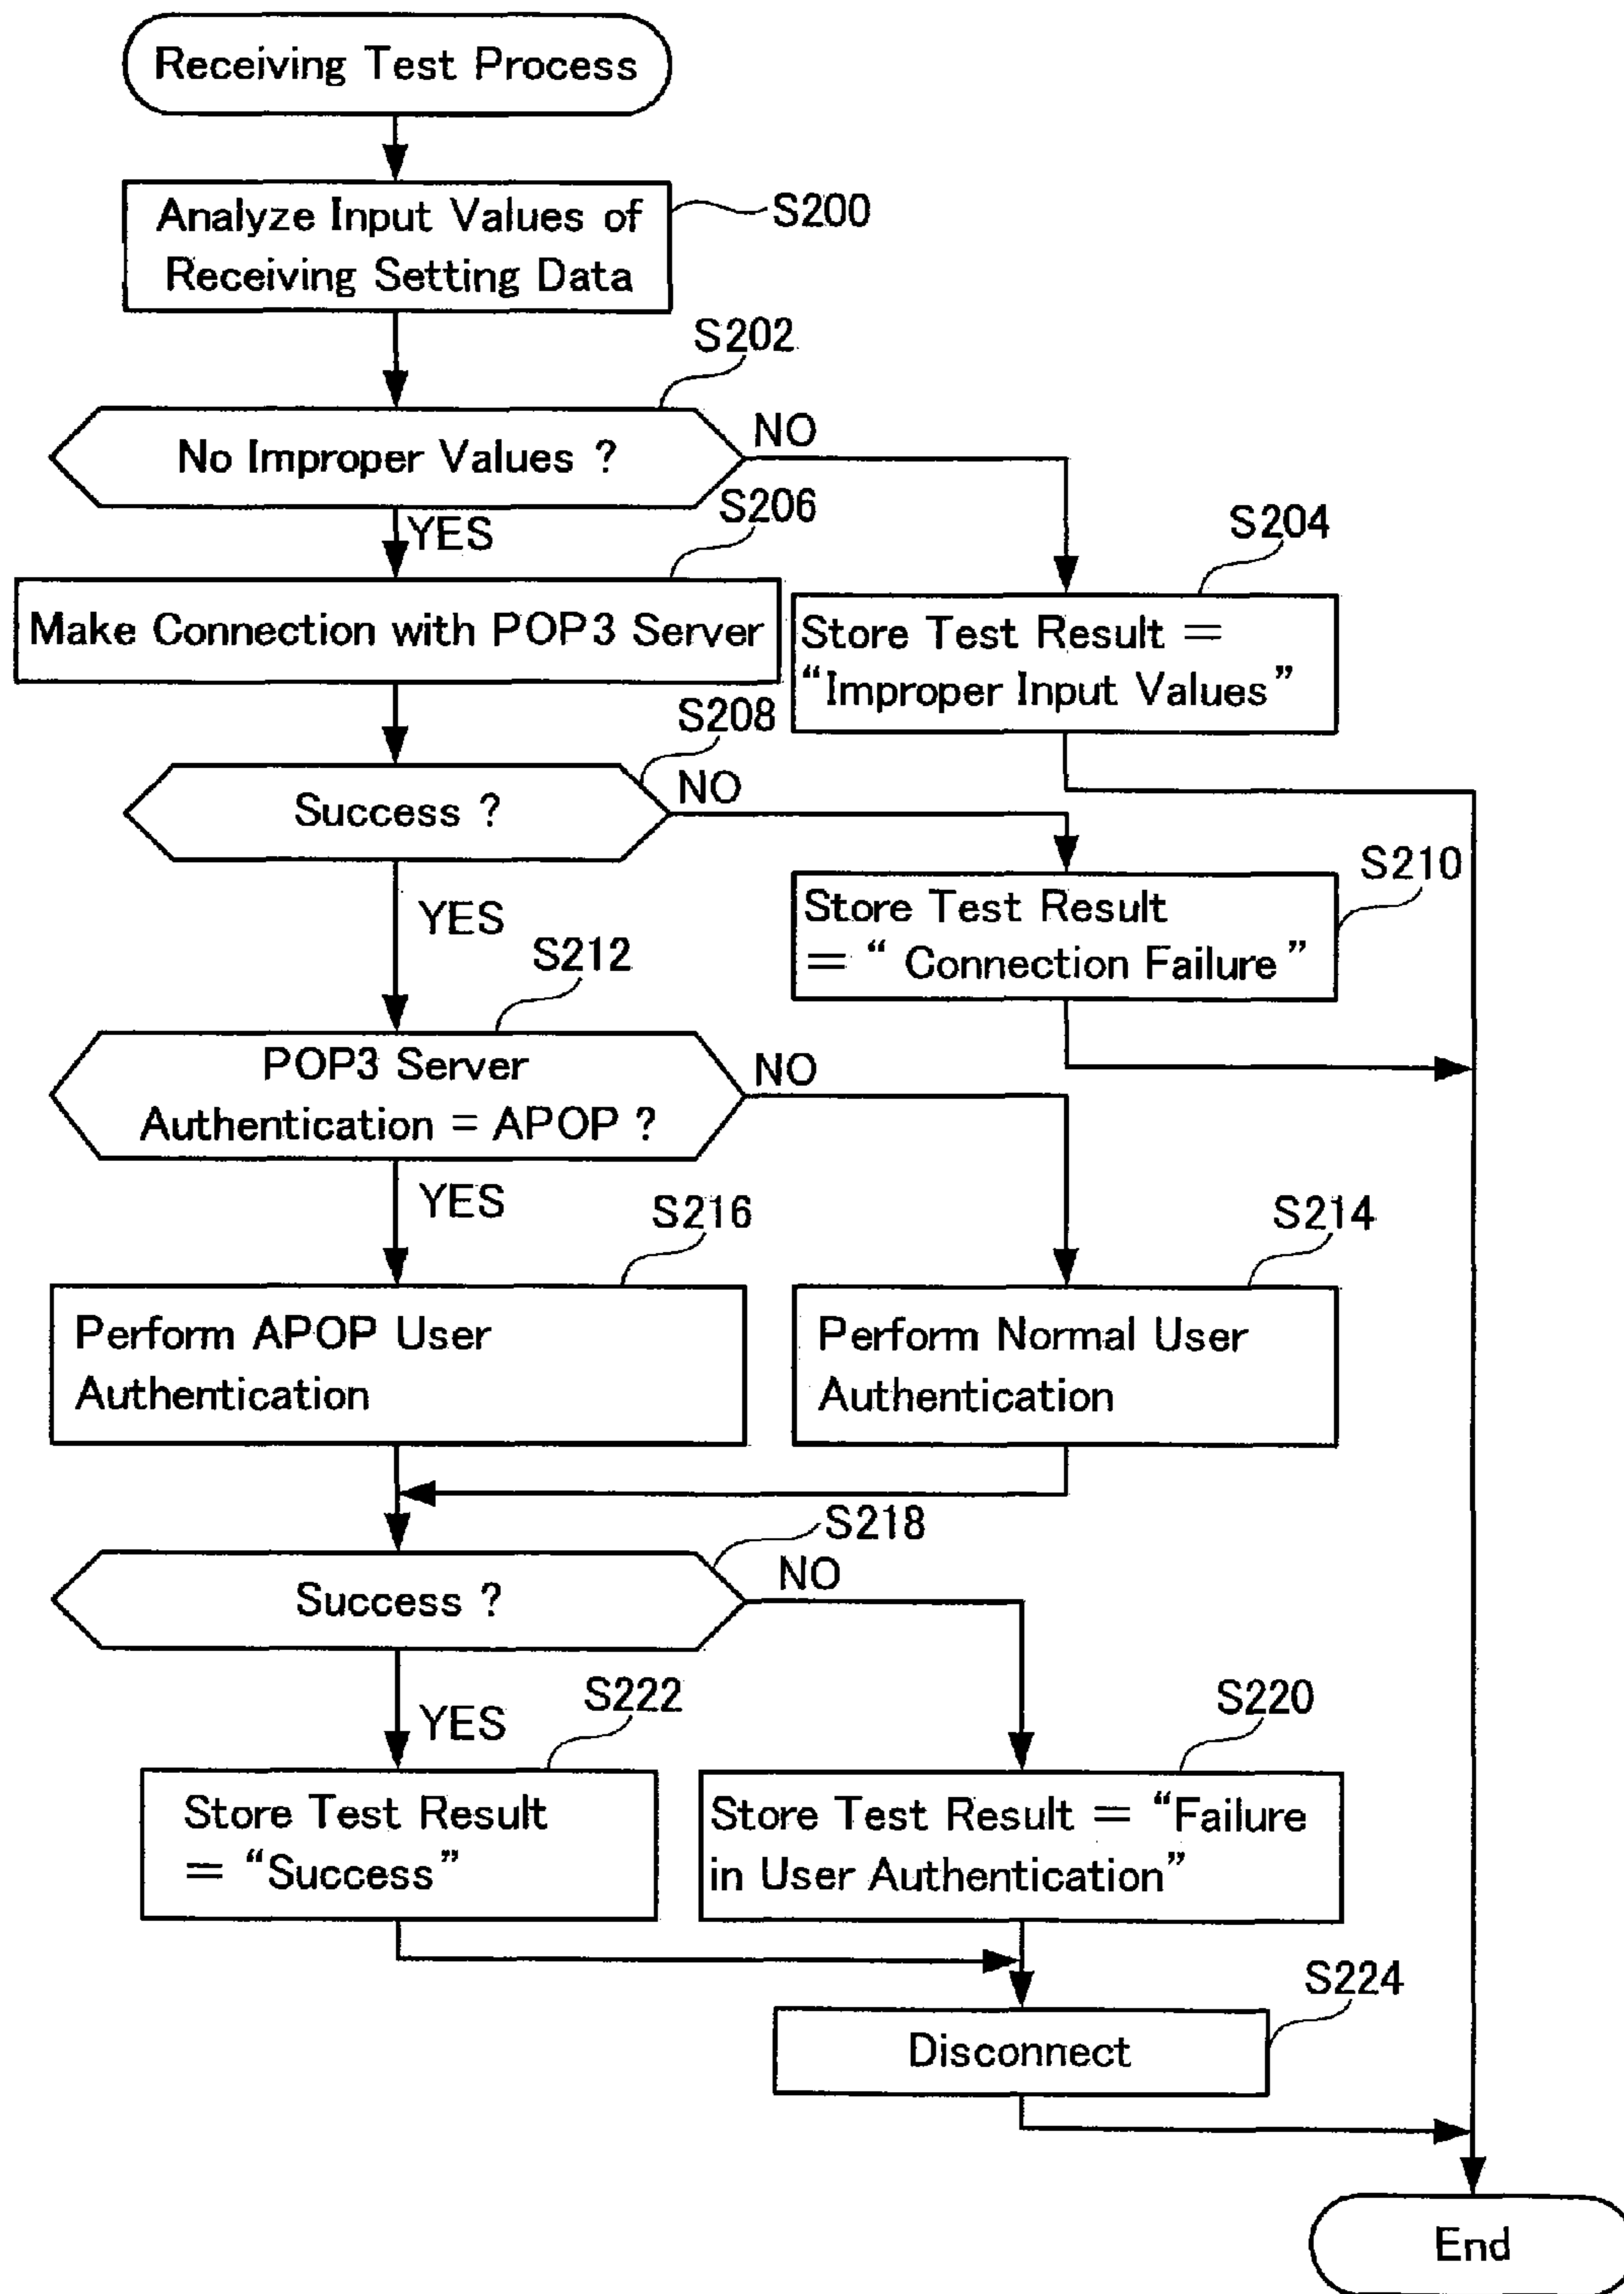 Receiving Test Process
Analyze Input Values of
Receiving Setting Data
S200
S202
No Improper Values ?
NO
YES
S206
Make Connection with POP3 Server
S204
Store Test Result =
“Improper Input Values”
S208
Success ?
NO
YES
S210
Store Test Result
= “ Connection Failure”
S212
POP3 Server
Authentication = APOP ?
NO
YES
S216
Perform APOP User
Authentication
S214
Perform Normal User
Authentication
S218
Success ?
NO
YES
S222
Store Test Result
= “Success”
S220
Store Test Result = “Failure
in User Authentication”
S224
Disconnect
End